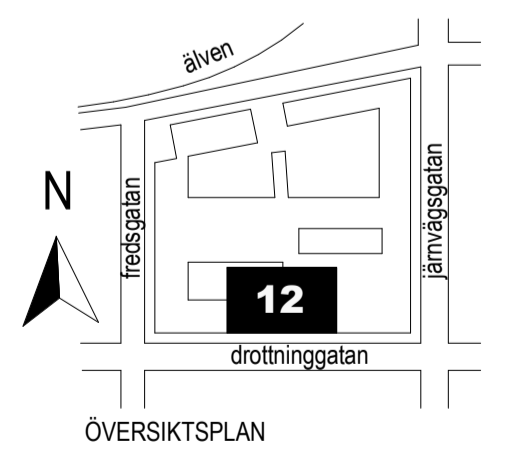 älven
N
fredsgatan
järnvägsgatan
12
drottninggatan
ÖVERSIKTSPLAN